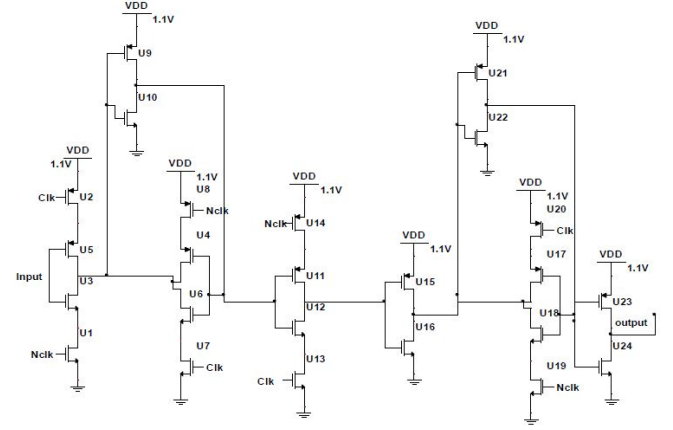 VDD
1.1V
U9
U10
VDD
1.1V
U21
U22
VDD
1.1V
Clk
U2
U5
Input
U3
U1
Nclk
VDD
1.1V
U8
Nclk
U4
U6
U7
Clk
VDD
1.1V
Nclk
U14
U11
U12
U13
Clk
VDD
1.1V
U15
U16
VDD
1.1V
U20
Clk
U17
U18
U19
Nclk
VDD
1.1V
U23
output
U24